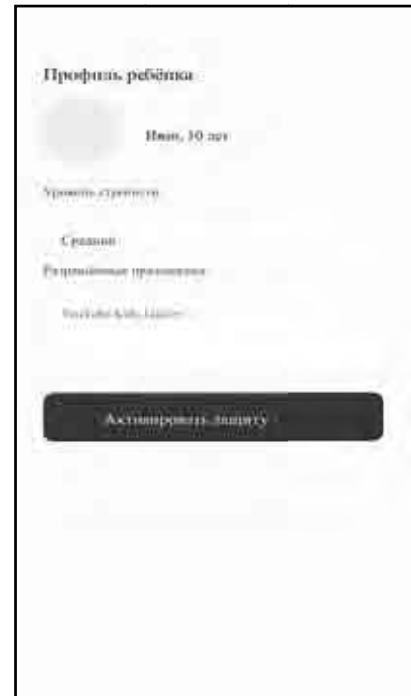 Профиль ребёнка
Иван, 10 лет
Уровень строгости
Средний
Разрешённые приложения
YouTube Kids,
Активировать защиту